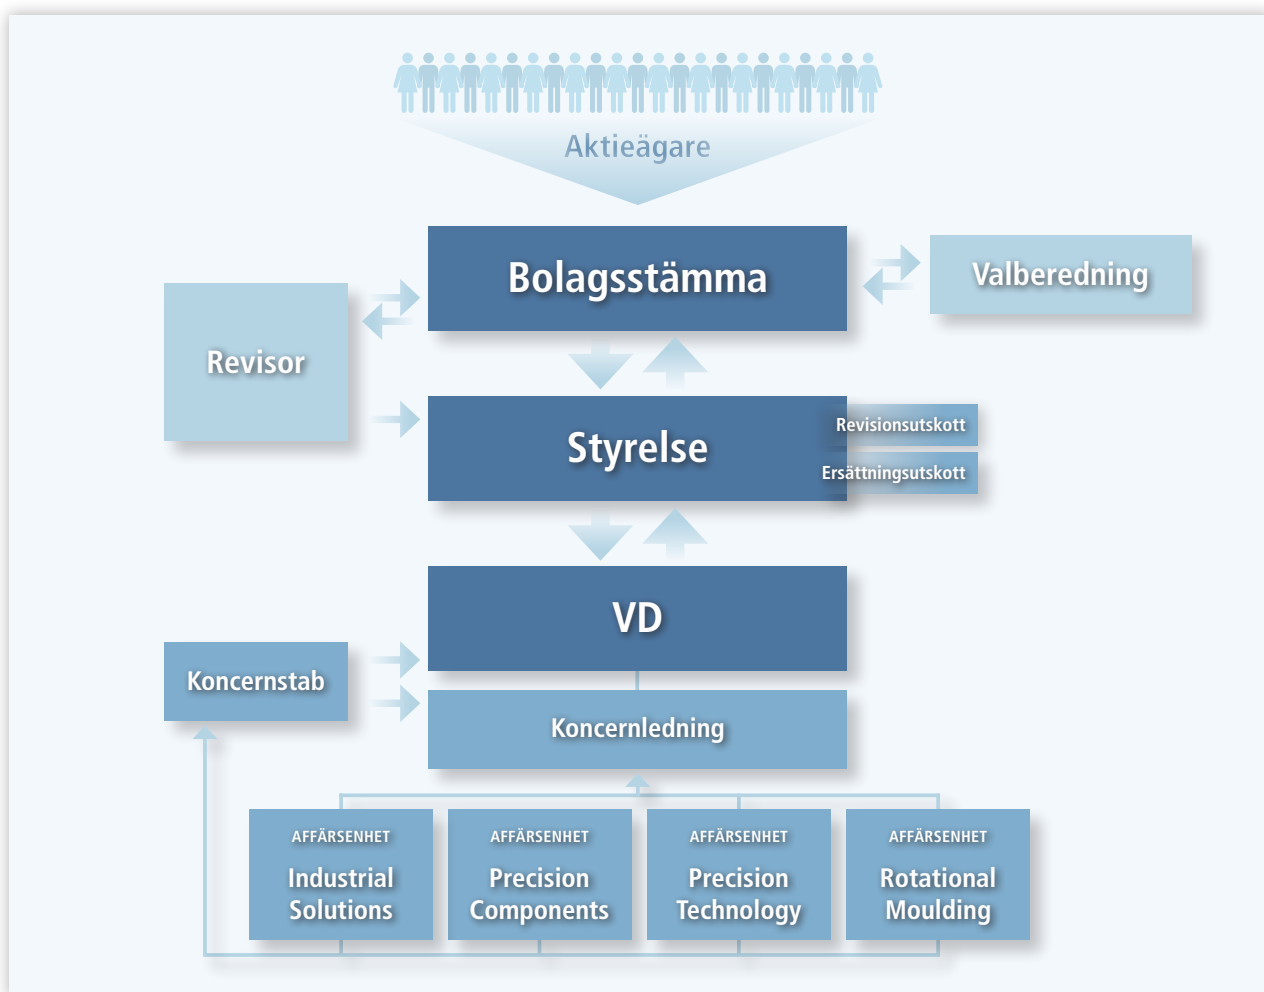 Aktieägare
Bolagsstämma
Valberedning
Revisor
Styrelse
Revisionsutskott
Ersättningsutskott
VD
Koncernstab
Koncernledning
AFFÄRSENHET
Industrial
Solutions
AFFÄRSENHET
Precision
Components
AFFÄRSENHET
Precision
Technology
AFFÄRSENHET
Rotational
Moulding